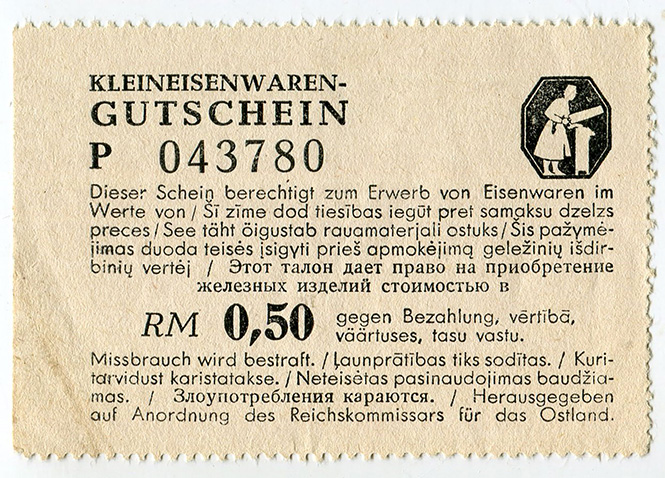 KLEINEISENWAREN-
GUTSCHEIN
P 043780
Dieser Schein berechtigt zum Erwerb von Eisenwaren im
Werte von / Šī zīme dod tiesības iegūt pret samaksu dzelzs
preces / See täht õigustab rauamaterjali ostuks / Šis pažymė-
jimas duoda teisės įsigyti prieš apmokėjimą geležinių išdir-
binių vertėj / Этот талон дает право на приобретение
железных изделий стоимостью в
RM 0,50 gegen Bezahlung, vērtībā,
väärtuses, tasu vastu.
Missbrauch wird bestraft. / Ļaunprātības tiks sodītas. / Kuri-
tarvidust karistatakse. / Neteisėtas pasinaudojimas baudžia-
mas. / Злоупотребления караются. / Herausgegeben
auf Anordnung des Reichskommissars für das Ostland.